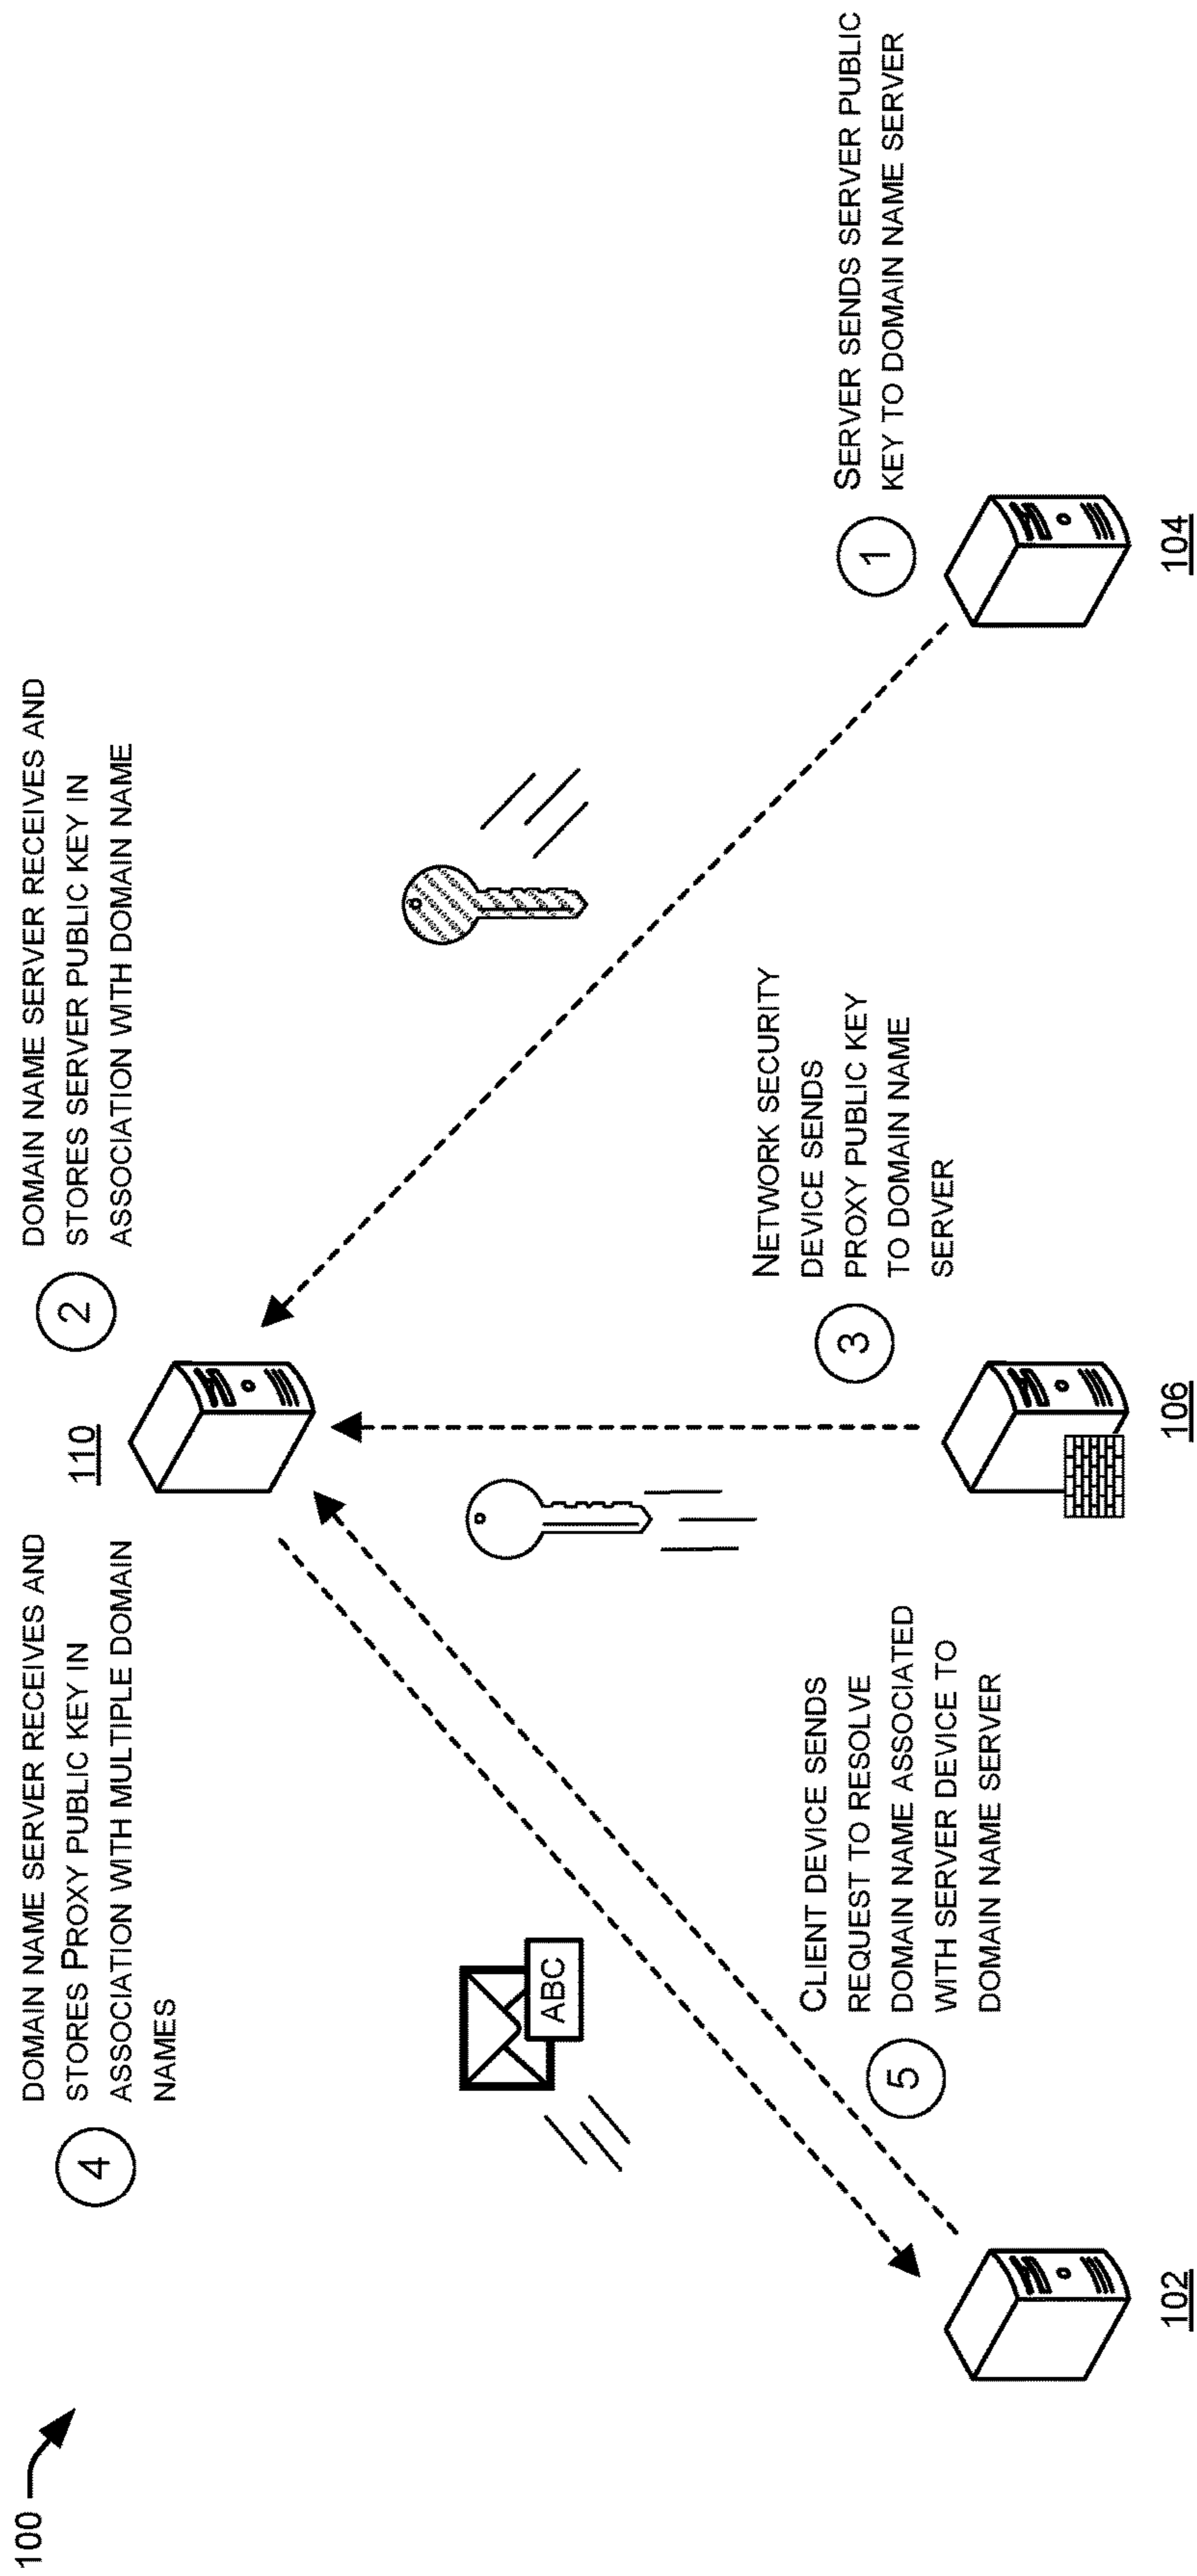 100
4
DOMAIN NAME SERVER RECEIVES AND
STORES PROXY PUBLIC KEY IN
ASSOCIATION WITH MULTIPLE DOMAIN
NAMES
110
2
DOMAIN NAME SERVER RECEIVES AND
STORES SERVER PUBLIC KEY IN
ASSOCIATION WITH DOMAIN NAME
ABC
5
CLIENT DEVICE SENDS
REQUEST TO RESOLVE
DOMAIN NAME ASSOCIATED
WITH SERVER DEVICE TO
DOMAIN NAME SERVER
3
NETWORK SECURITY
DEVICE SENDS
PROXY PUBLIC KEY
TO DOMAIN NAME
SERVER
1
SERVER SENDS SERVER PUBLIC
KEY TO DOMAIN NAME SERVER
102
106
104